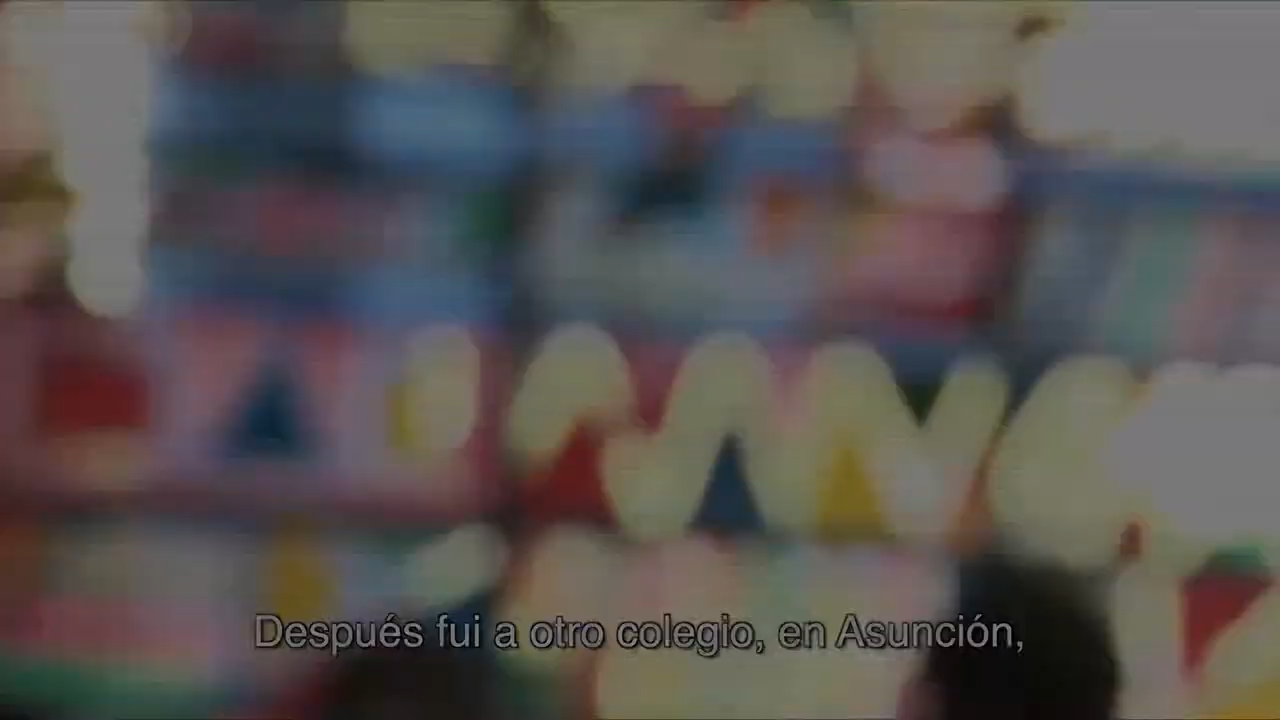 Después fui a otro colegio, en Asunción,